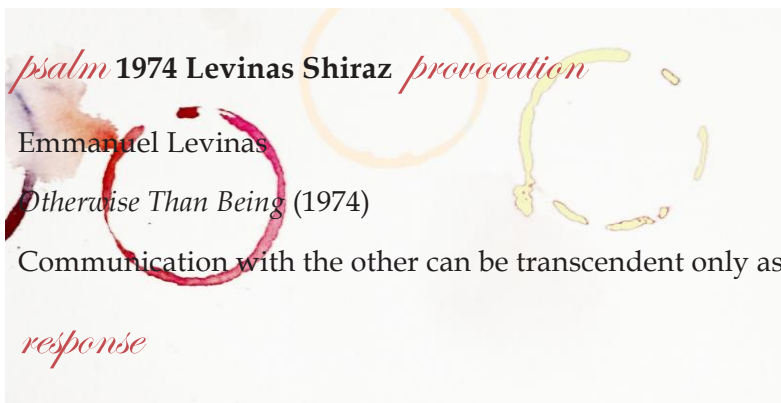 psalm 1974 Levinas Shiraz provocation
Emmanuel Levinas
Otherwise Than Being (1974)
Communication with the other can be transcendent only as
response